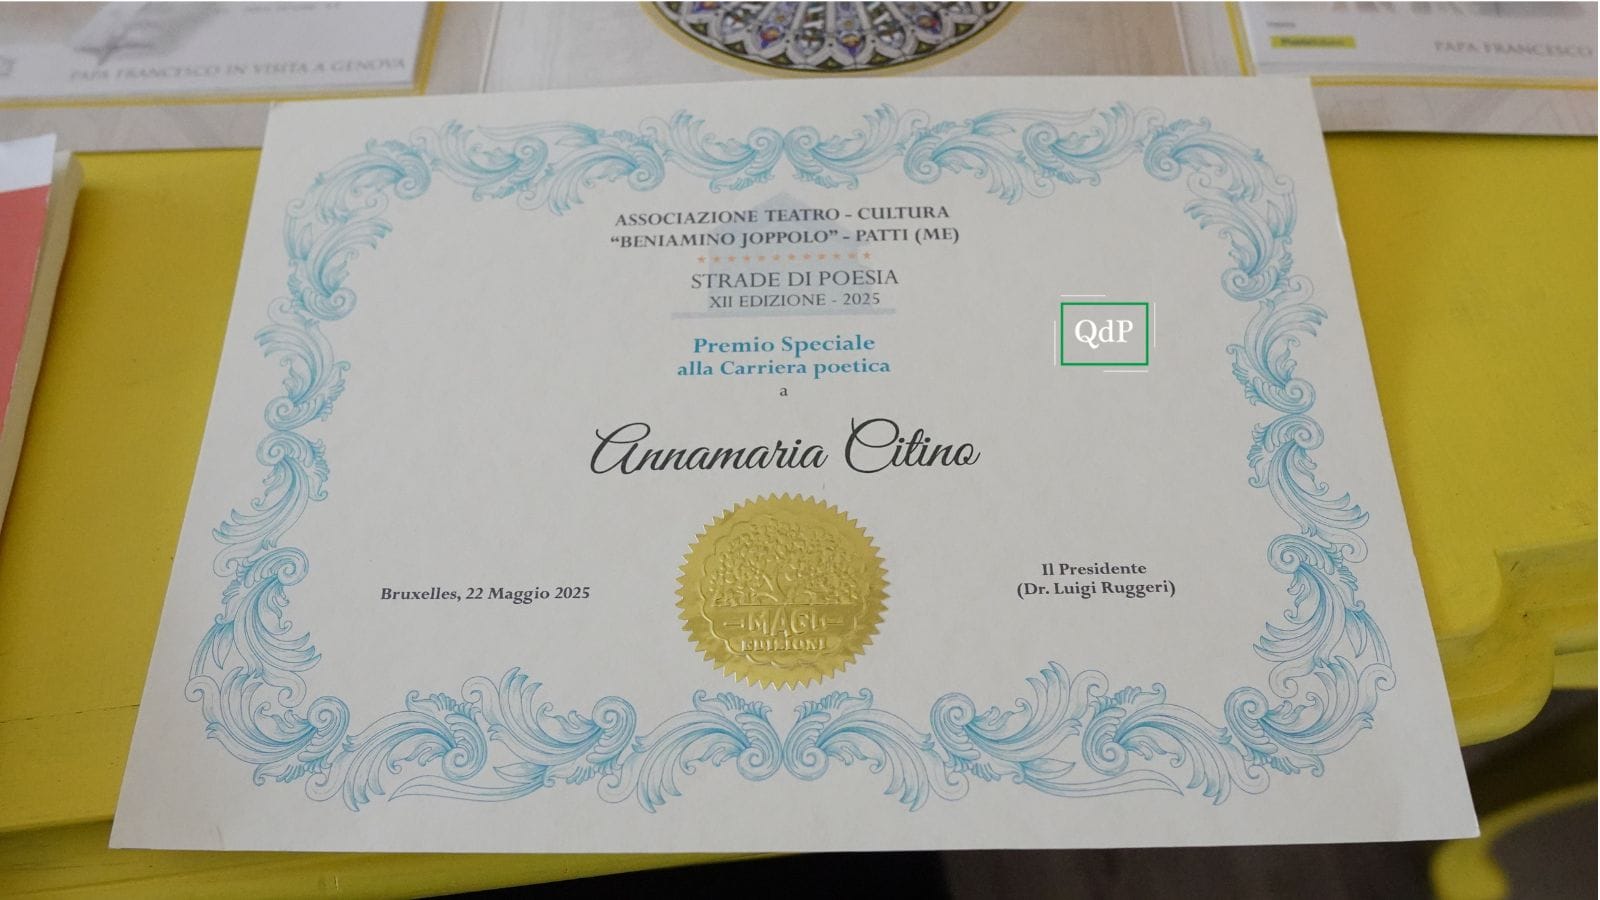 PAPA FRANCESCO IN VISITA A GENOVA
PAPA FRANCESCO
ASSOCIAZIONE TEATRO - CULTURA
“BENIAMINO JOPPOLO” - PATTI (ME)
STRADE DI POESIA
XII EDIZIONE - 2025
QdP
Premio Speciale
alla Carriera poetica
a
Annamaria Citino
MAGI
EDIZIONI
Bruxelles, 22 Maggio 2025
Il Presidente
(Dr. Luigi Ruggeri)